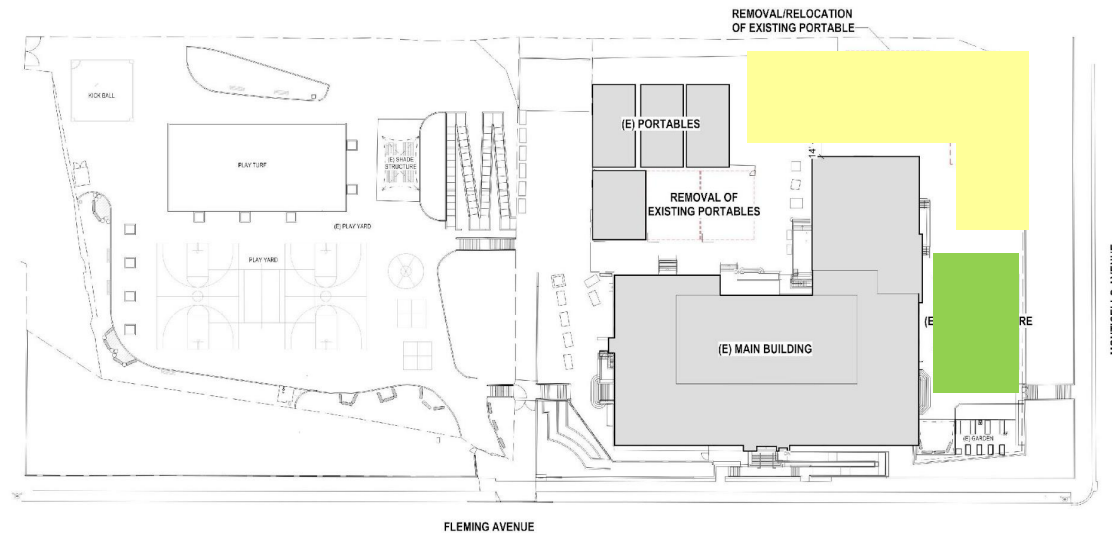 REMOVAL/RELOCATION
OF EXISTING PORTABLE
KICK BALL
(E) PORTABLES
PLAY TURF
(E) SHADE
STRUCTURE
14'
REMOVAL OF
EXISTING PORTABLES
(E) PLAY YARD
PLAY YARD
(E) MAIN BUILDING
(E
RE
(E) GARDEN
FLEMING AVENUE